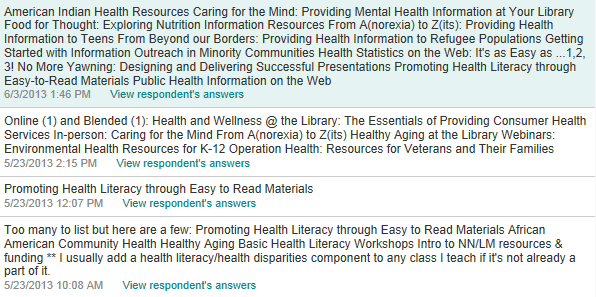 American Indian Health Resources Caring for the Mind: Providing Mental Health Information at Your Library
Food for Thought: Exploring Nutrition Information Resources From A(norexia) to Z(its): Providing Health
Information to Teens From Beyond our Borders: Providing Health Information to Refugee Populations Getting
Started with Information Outreach in Minority Communities Health Statistics on the Web: It's as Easy as ...1,2,
3! No More Yawning: Designing and Delivering Successful Presentations Promoting Health Literacy through
Easy-to-Read Materials Public Health Information on the Web
6/3/2013 1:46 PM View respondent's answers
Online (1) and Blended (1): Health and Wellness @ the Library: The Essentials of Providing Consumer Health
Services In-person: Caring for the Mind From A(norexia) to Z(its) Healthy Aging at the Library Webinars:
Environmental Health Resources for K-12 Operation Health: Resources for Veterans and Their Families
5/23/2013 2:15 PM View respondent's answers
Promoting Health Literacy through Easy to Read Materials
5/23/2013 12:07 PM View respondent's answers
Too many to list but here are a few: Promoting Health Literacy through Easy to Read Materials African
American Community Health Healthy Aging Basic Health Literacy Workshops Intro to NN/LM resources &
funding ** I usually add a health literacy/health disparities component to any class I teach if it's not already a
part of it.
5/23/2013 10:08 AM View respondent's answers